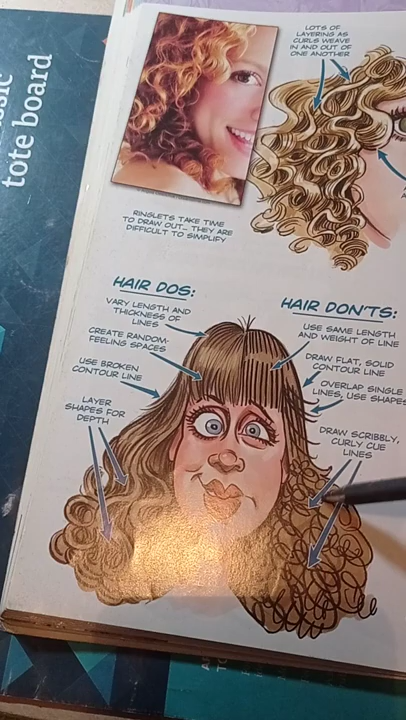 tote board
LOTS OF
LAYERING AS
CURLS WEAVE
IN AND OUT OF
ONE ANOTHER
RINGLETS TAKE TIME
TO DRAW OUT... THEY ARE
DIFFICULT TO SIMPLIFY
HAIR DOS:
VARY LENGTH AND
THICKNESS OF
LINES
CREATE RANDOM-
FEELING SPACES
USE BROKEN
CONTOUR LINE
LAYER
SHAPES FOR
DEPTH
HAIR DON'TS:
USE SAME LENGTH
AND WEIGHT OF LINE
DRAW FLAT, SOLID
CONTOUR LINE
OVERLAP SINGLE
LINES, USE SHAPES
DRAW SCRIBBLY,
CURLY CUE
LINES